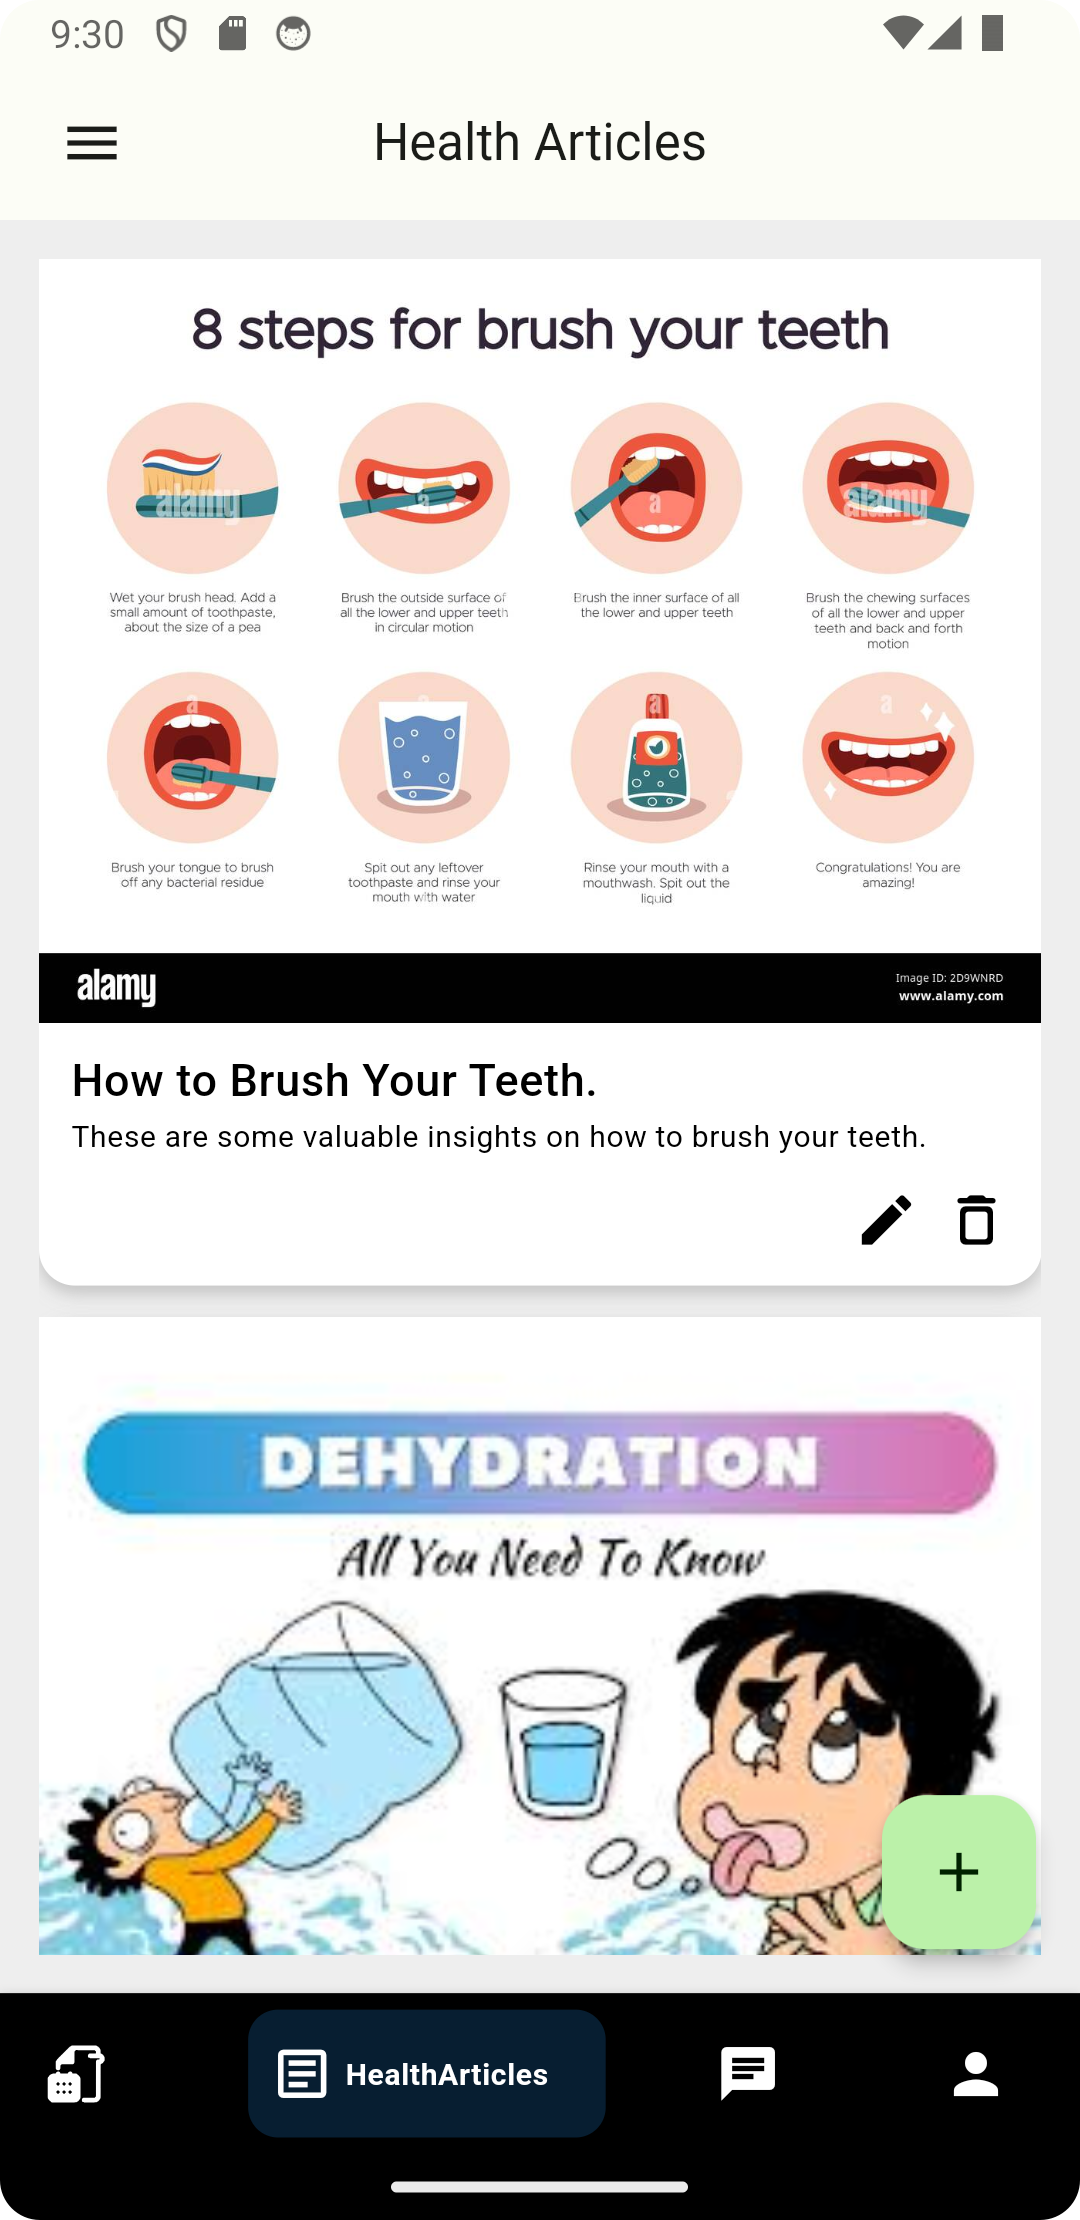 9:30
Health Articles
8 steps for brush your teeth
alamy
a
a
alamy
Wet your brush head. Add a
small amount of toothpaste,
about the size of a pea
Brush the outside surface of
all the lower and upper teeth
in circular motion
Brush the inner surface of all
the lower and upper teeth
Brush the chewing surfaces
of all the lower and upper
teeth and back and forth
motion
a
a
a
a
Brush your tongue to brush
off any bacterial residue
Spit out any leftover
toothpaste and rinse your
mouth with water
Rinse your mouth with a
mouthwash. Spit out the
liquid
Congratulations! You are
amazing!
alamy
Image ID: 2D9WNRD
www.alamy.com
How to Brush Your Teeth.
These are some valuable insights on how to brush your teeth.
DEHYDRATION
All You Need To Know
HealthArticles